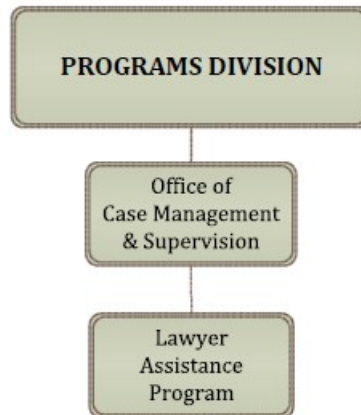 PROGRAMS DIVISION
Office of
Case Management
& Supervision
Lawyer
Assistance
Program